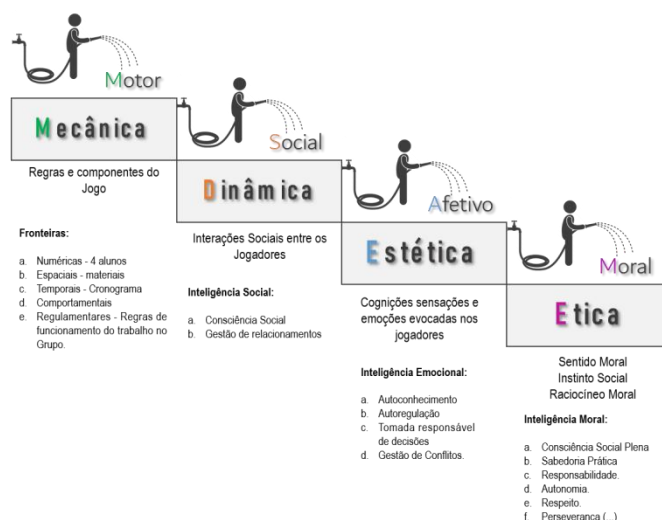 Motor
Mecânica
Regras e componentes do
Jogo
Fronteiras:
a. Numéricas - 4 alunos
b. Espaciais - materiais
c. Temporais - Cronograma
d. Comportamentais
e. Regulamentares - Regras de
funcionamento do trabalho no
Grupo.
Social
Dinâmica
Interações Sociais entre os
Jogadores
Inteligência Social:
a. Consciência Social
b. Gestão de relacionamentos
Afetivo
Estética
Cognições sensações e
emoções evocadas nos
jogadores
Inteligência Emocional:
a. Autoconhecimento
b. Autoregulação
c. Tomada responsável
de decisões
d. Gestão de Conflitos.
Moral
Etica
Sentido Moral
Instinto Social
Raciocíneo Moral
Inteligência Moral:
a. Consciência Social Plena
b. Sabedoria Prática
c. Responsabilidade.
d. Autonomia.
e. Respeito.
f. Perseverança (...)